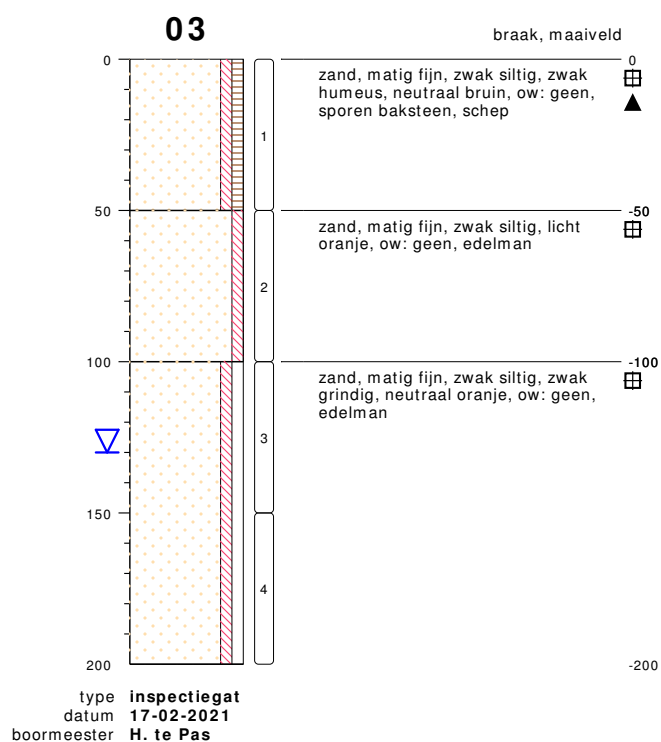 03
braak, maaiveld
0
0
zand, matig fijn, zwak siltig, zwak
humeus, neutraal bruin, ow: geen,
sporen baksteen, schep
1
50
-50
zand, matig fijn, zwak siltig, licht
oranje, ow: geen, edelman
2
100
-100
zand, matig fijn, zwak siltig, zwak
grindig, neutraal oranje, ow: geen,
edelman
3
150
4
200
-200
type inspectiegat
datum 17-02-2021
boormeester H. te Pas